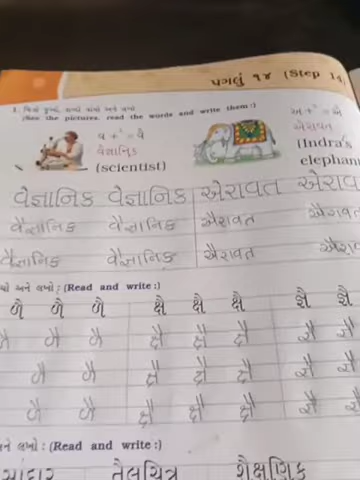 પગલું ૧૪ (Step 14)
1. ચિત્રો જુઓ, શબ્દો વાંચો અને લખો
(See the pictures, read the words and write them:)
વ + ૈ = વૈ
અ + ૈ = ઐ
વૈજ્ઞાનિક
ઐરાવત
(scientist)
(Indra's
elephant
વૈજ્ઞાનિક વૈજ્ઞાનિક ઐરાવત ઐરાવ
વૈજ્ઞાનિક વૈજ્ઞાનિક ઐરાવત ઐરાવત
વૈજ્ઞાનિક વૈજ્ઞાનિક ઐરાવત ઐરા
અને લખો : (Read and write:)
ળૈ ળૈ ળૈ ક્ષૈ ક્ષૈ ક્ષૈ જ્ઞૈ જ્ઞૈ
ળૈ ળૈ ળૈ ક્ષૈ ક્ષૈ ક્ષૈ જ્ઞૈ જ્ઞૈ
ળૈ ળૈ ક્ષૈ ક્ષૈ ક્ષૈ જ્ઞૈ જ્ઞૈ
ળૈ ળૈ ક્ષૈ ક્ષૈ ક્ષૈ જ્ઞૈ જ્ઞૈ
અને લખો : (Read and write:)
તૈલચિત્ર શૈક્ષણિક